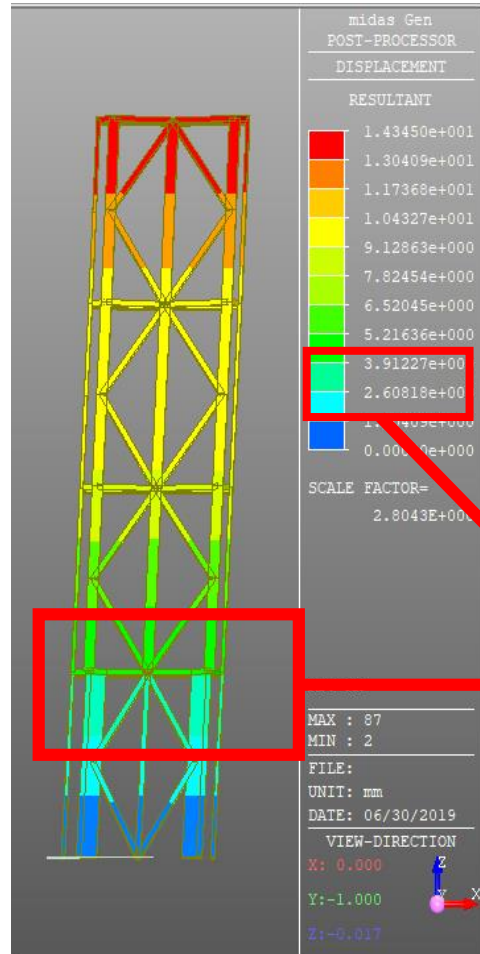 midas Gen
POST-PROCESSOR
DISPLACEMENT
RESULTANT
1.43450e+001
1.30409e+001
1.17368e+001
1.04327e+001
9.12863e+000
7.82454e+000
6.52045e+000
5.21636e+000
3.91227e+00
2.60818e+00
SCALE FACTOR=
2.8043E+00
MAX : 87
MIN : 2
FILE:
UNIT: mm
DATE: 06/30/2019
VIEW-DIRECTION
X: 0.000
Z
Y:-1.000
X
Z:-0.017